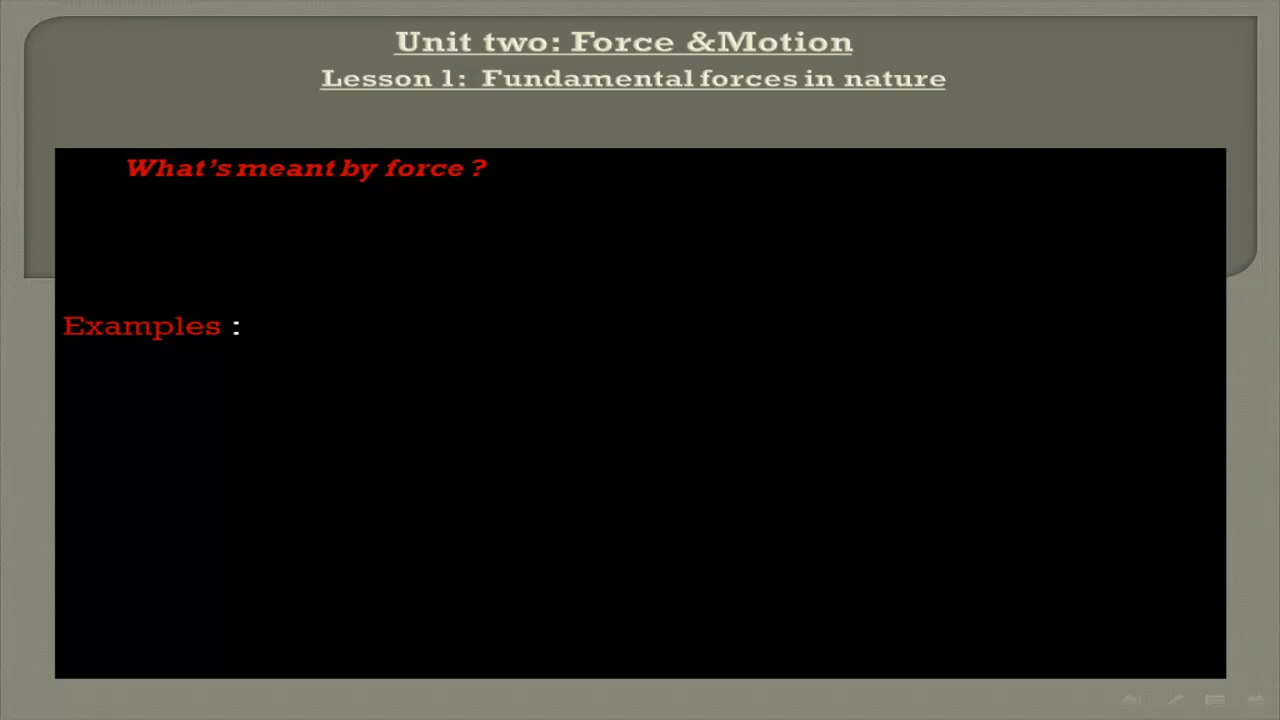 Unit two: Force &Motion
Lesson 1: Fundamental forces in nature
What's meant by force ?
Examples :